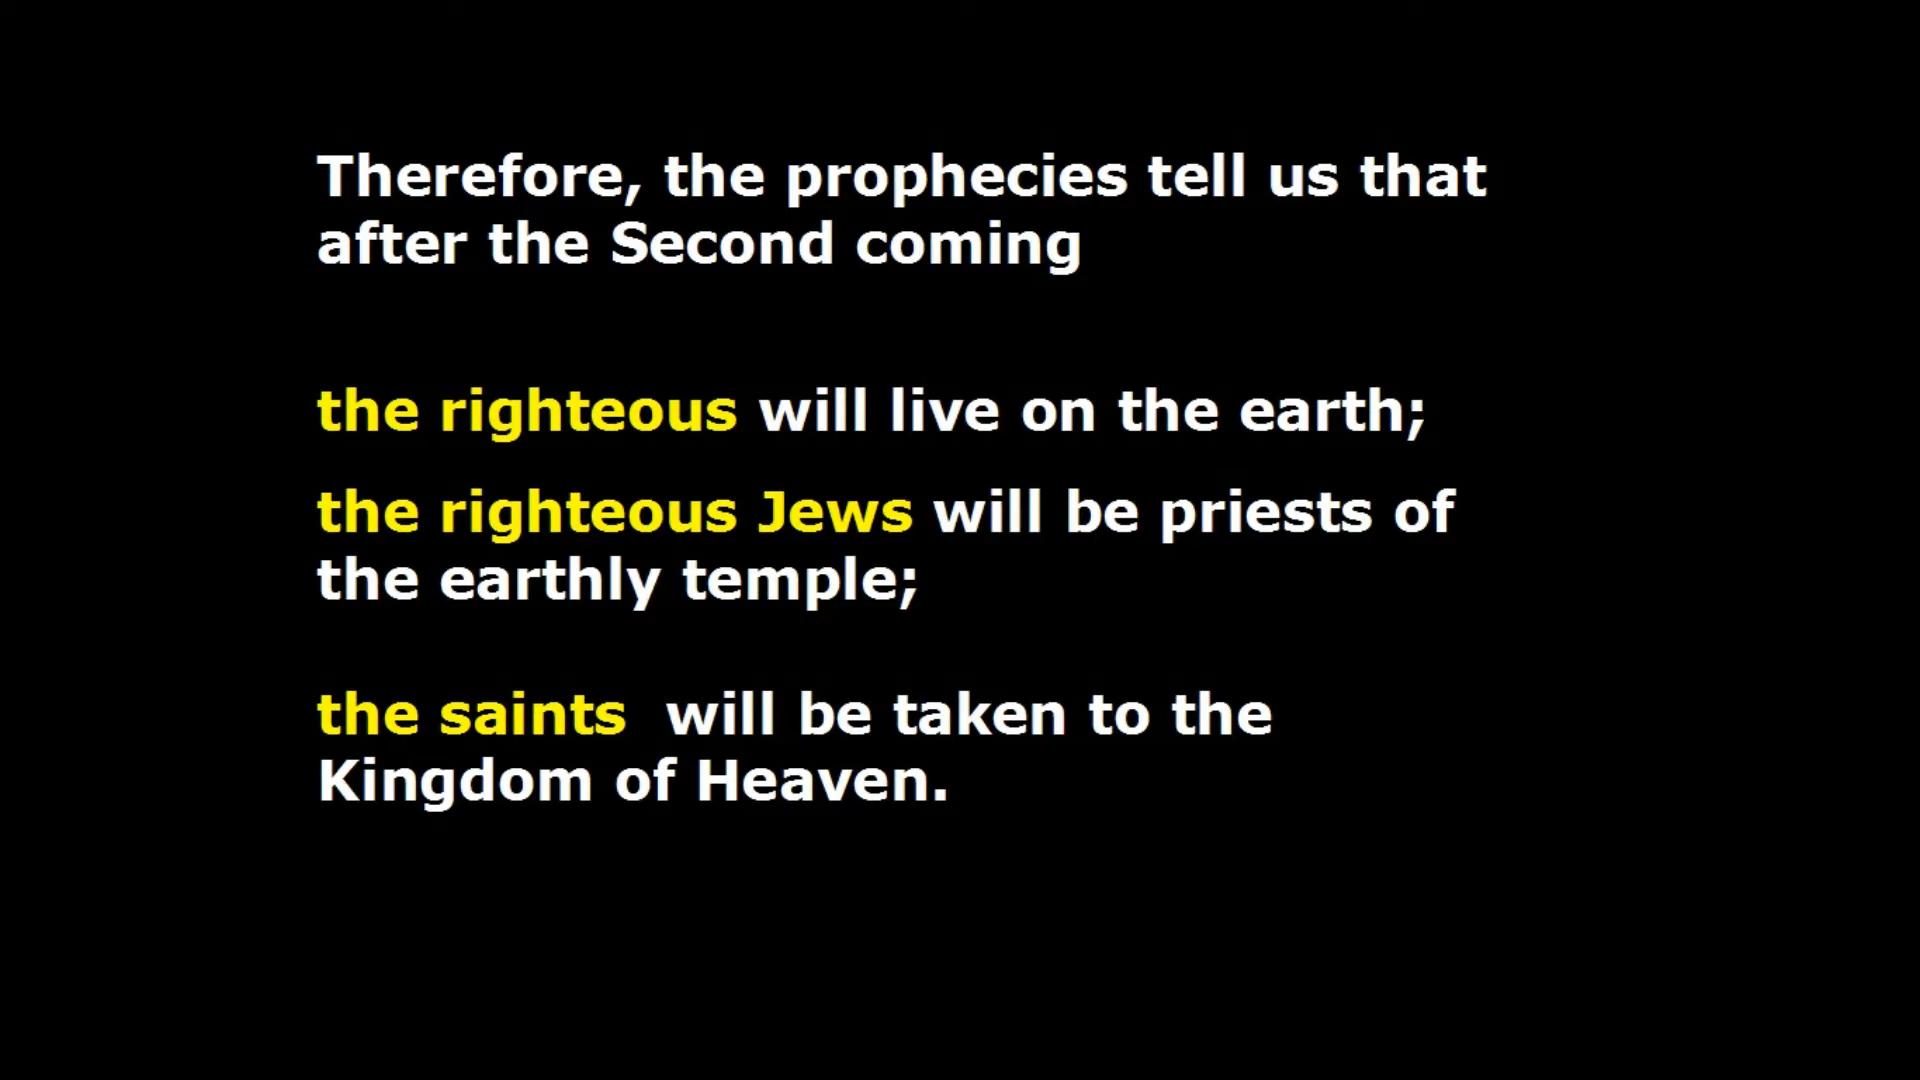 Therefore, the prophecies tell us that
after the Second coming
the righteous will live on the earth;
the righteous Jews will be priests of
the earthly temple;
the saints  will be taken to the
Kingdom of Heaven.